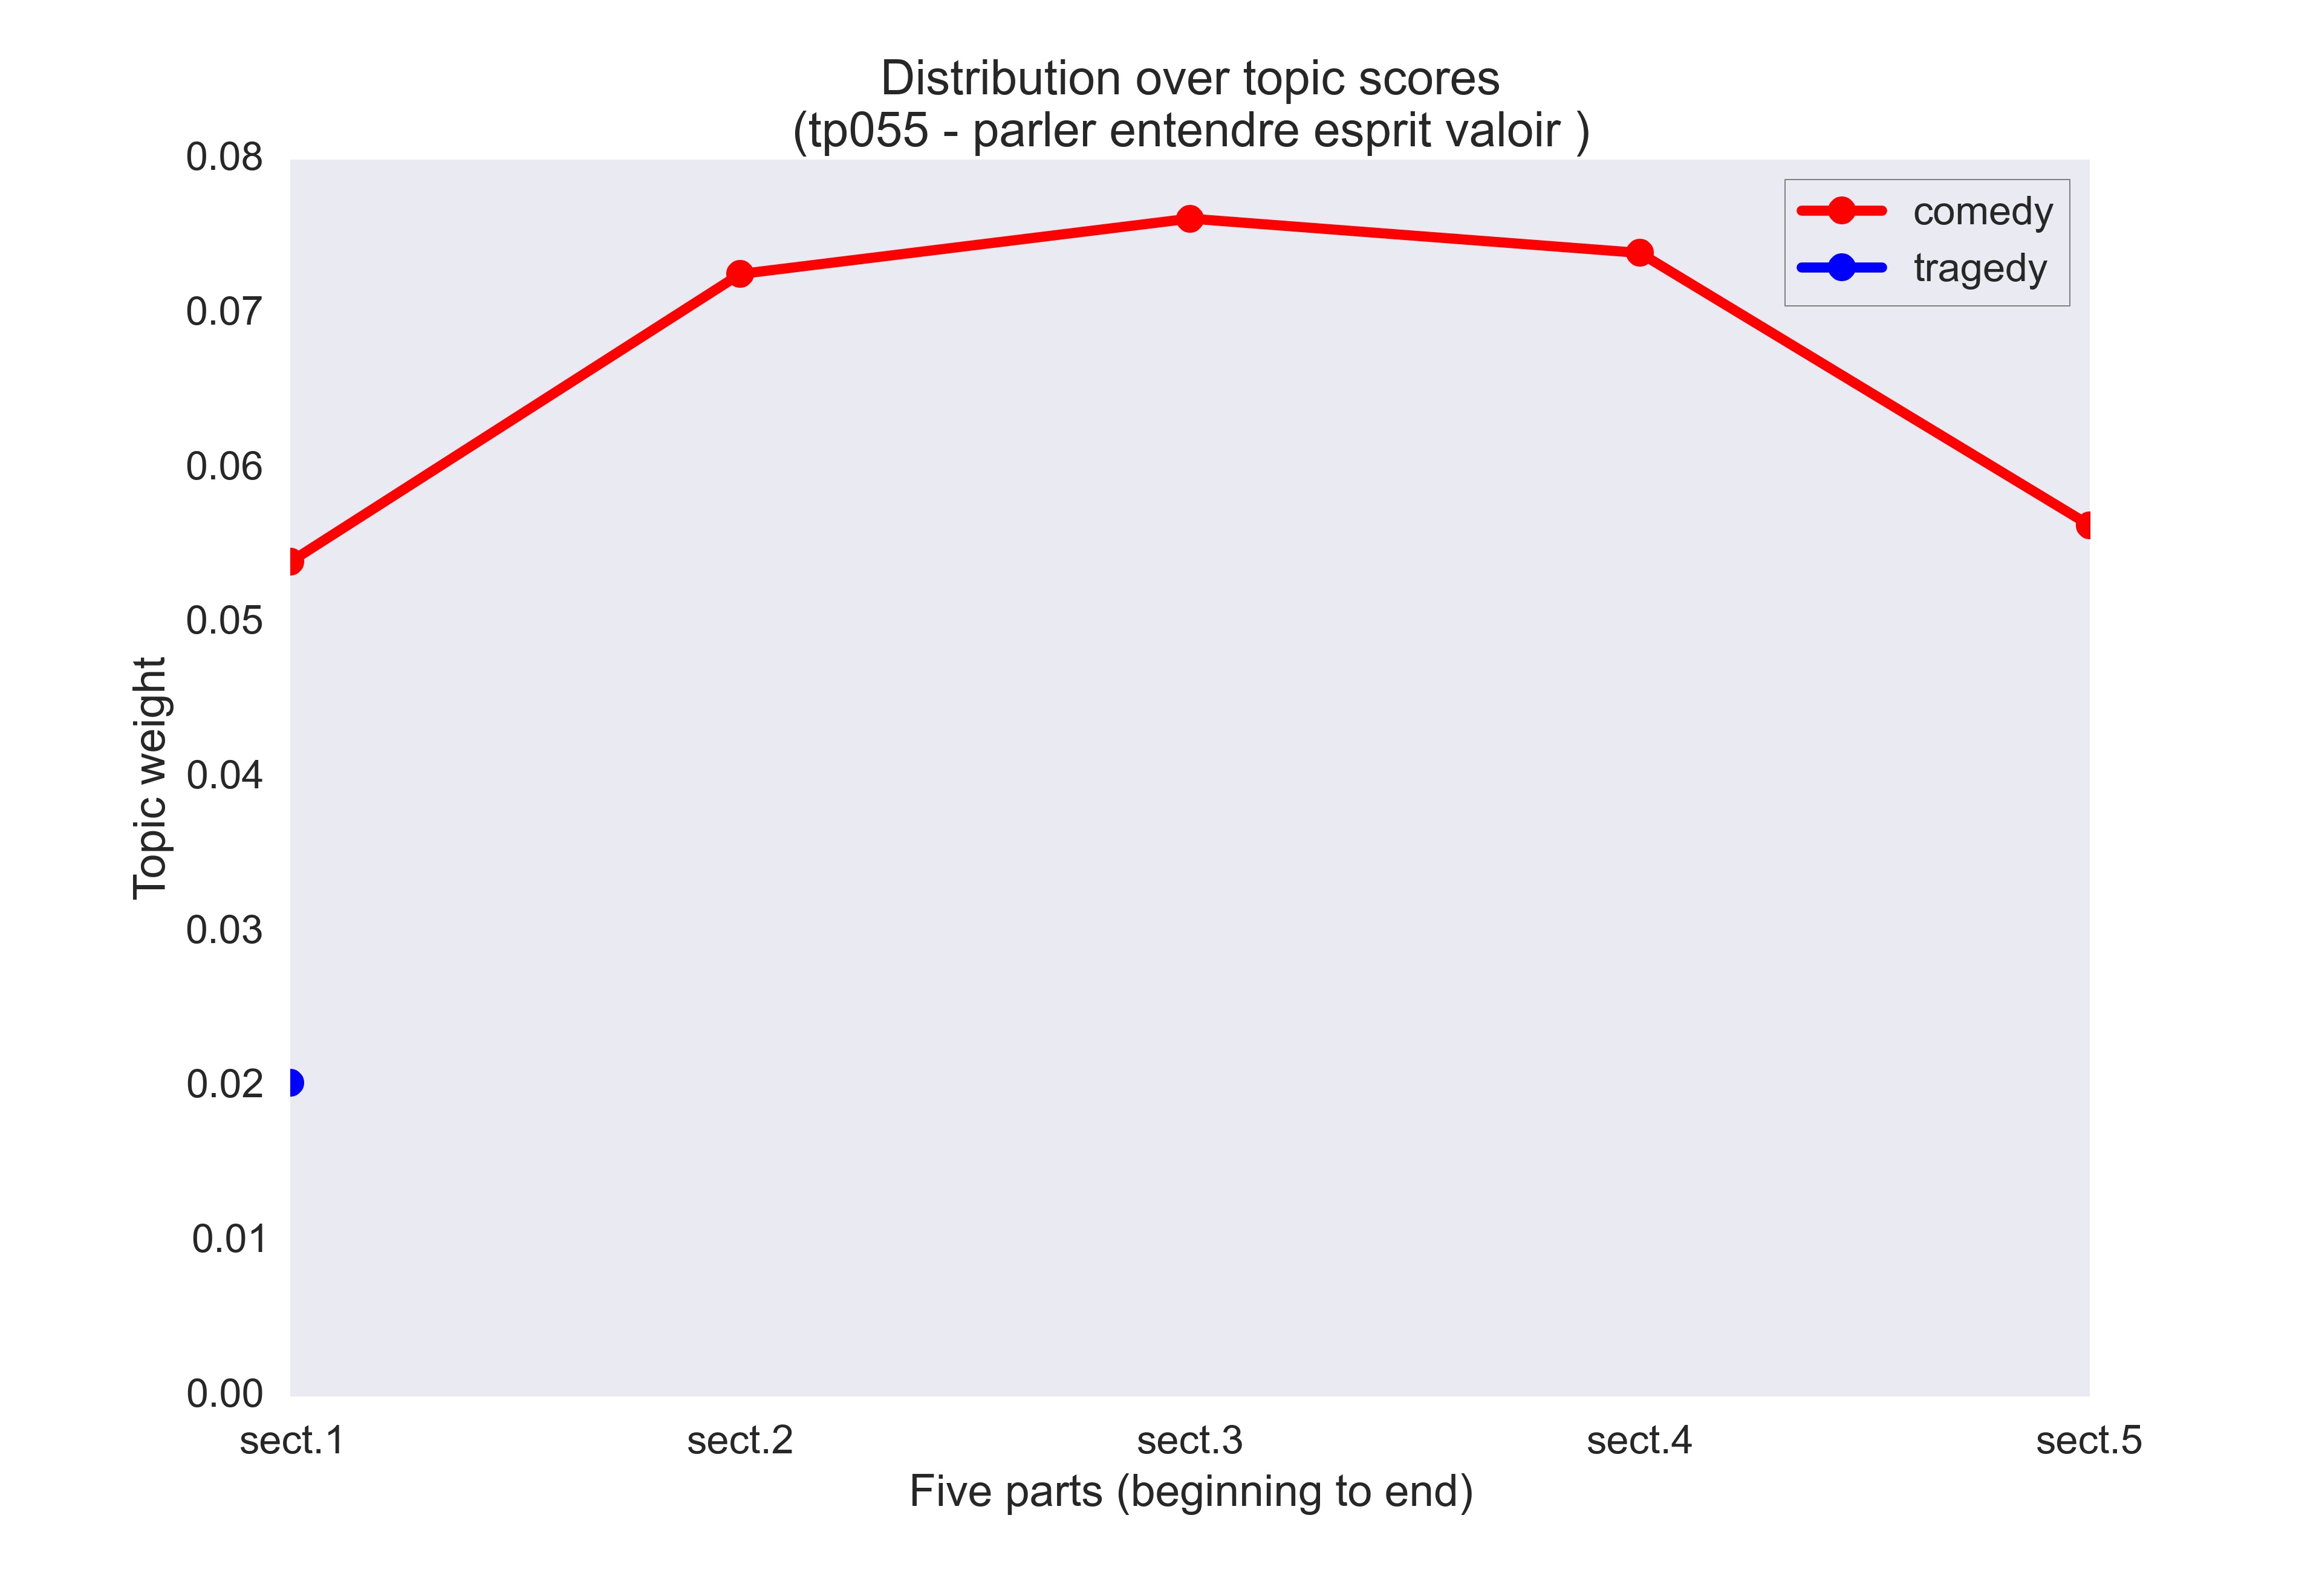 Distribution over topic scores
(tp055 - parler entendre esprit valoir )
0.08
0.07
0.06
0.05
0.04
0.03
0.02
0.01
0.00
Topic weight
comedy
tragedy
sect.1 sect.2 sect.3 sect.4 sect.5
Five parts (beginning to end)